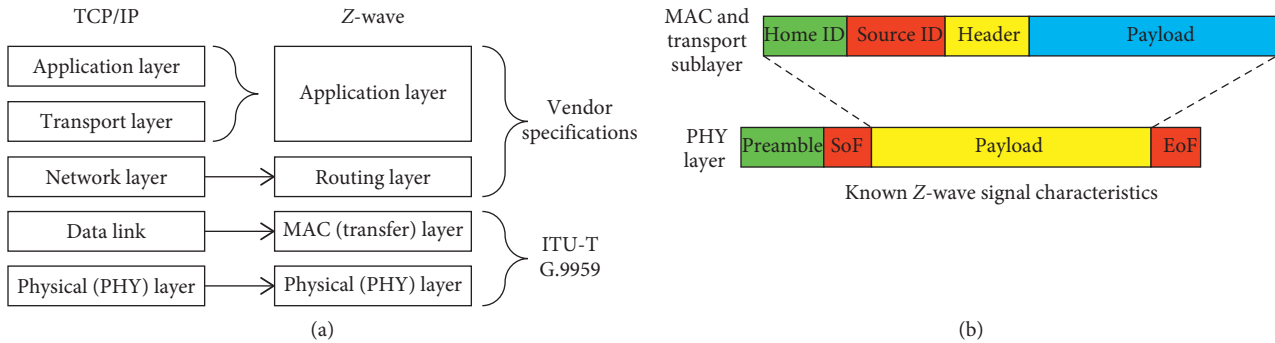 TCP/IP
Z-wave
Application layer
Transport layer
Application layer
Vendor
specifications
Network layer
Routing layer
Data link
MAC (transfer) layer
ITU-T
G.9959
Physical (PHY) layer
Physical (PHY) layer
(a)
MAC and
transport
sublayer
Home ID
Source ID
Header
Payload
PHY
layer
Preamble
SoF
Payload
EoF
Known Z-wave signal characteristics
(b)